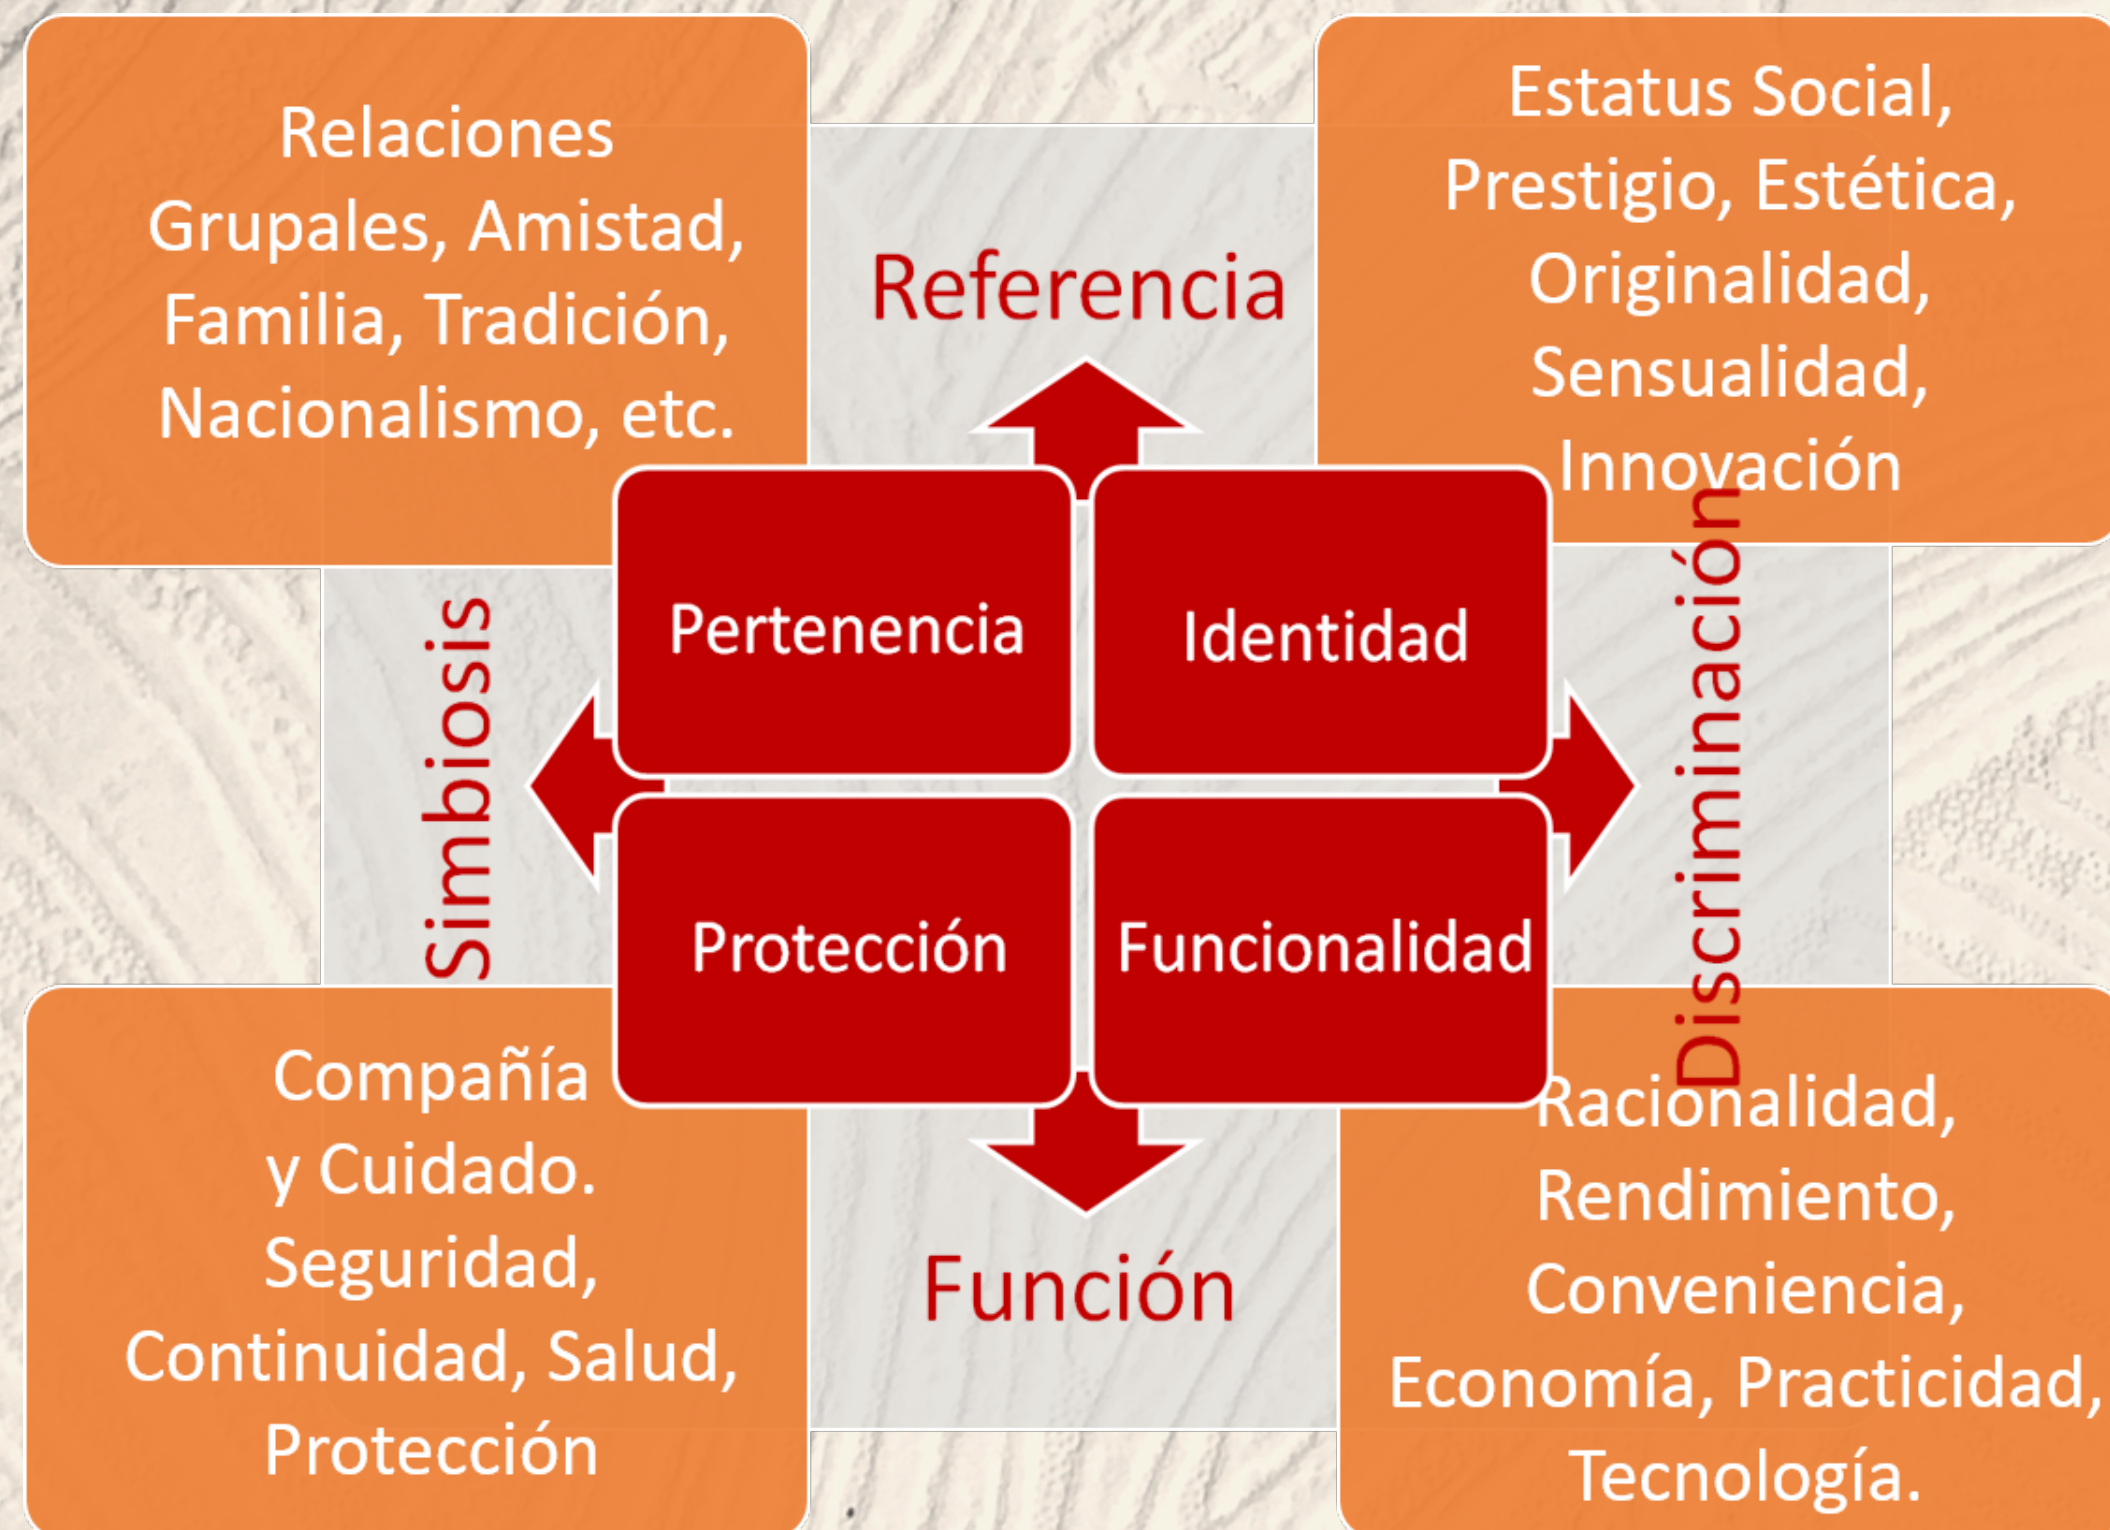 Relaciones
Grupales, Amistad,
Familia, Tradición,
Nacionalismo, etc.
Referencia
Estatus Social,
Prestigio, Estética,
Originalidad,
Sensualidad,
Innovación
Simbiosis
Pertenencia
Identidad
Protección
Funcionalidad
Discriminación
Compañía
y Cuidado.
Seguridad,
Continuidad, Salud,
Protección
Función
Racionalidad,
Rendimiento,
Conveniencia,
Economía, Practicidad,
Tecnología.